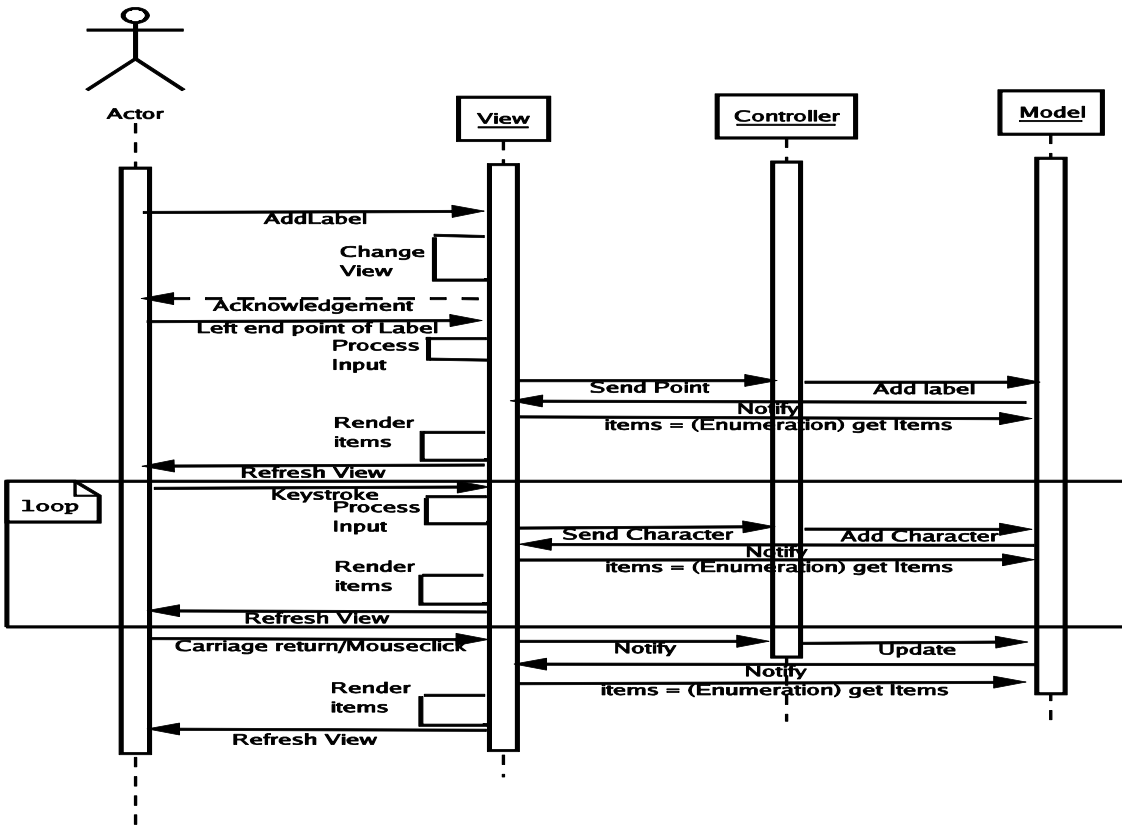 Actor
View
Controller
Model
AddLabel
Change
View
Acknowledgement
Left end point of Label
Process
Input
Send Point
Add label
Notify
items = (Enumeration) get Items
Render
items
Refresh View
loop
Keystroke
Process
Input
Send Character
Add Character
Notify
items = (Enumeration) get Items
Render
items
Refresh View
Carriage return/Mouseclick
Notify
Update
Notify
items = (Enumeration) get Items
Render
items
Refresh View